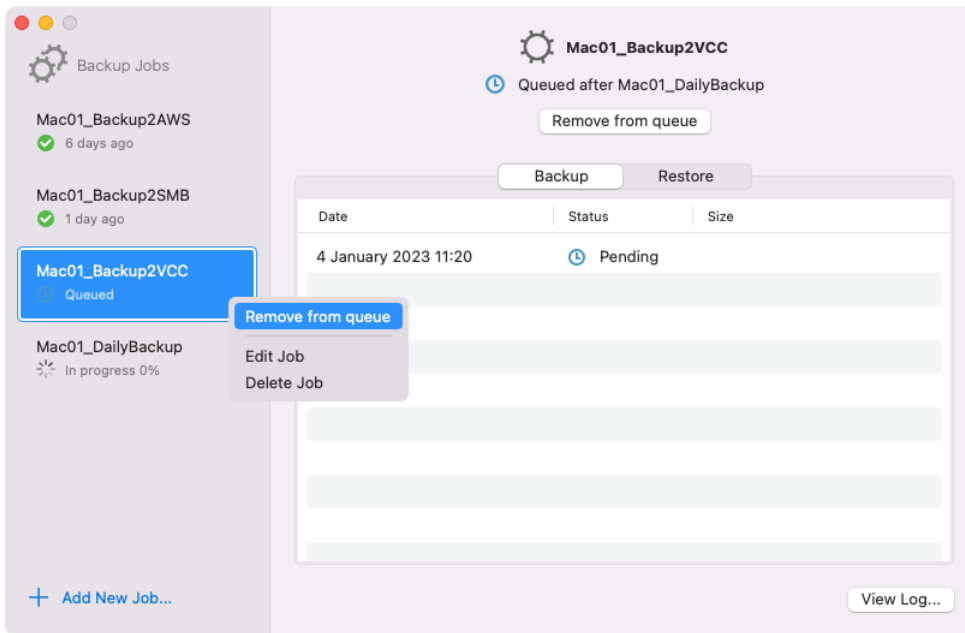 Backup Jobs
Mac01_Backup2AWS
6 days ago
Mac01_Backup2SMB
1 day ago
Mac01_Backup2VCC
Queued
Mac01_DailyBackup
In progress 0%
Add New Job...
Remove from queue
Edit Job
Delete Job
Mac01_Backup2VCC
Queued after Mac01_DailyBackup
Remove from queue
Backup Restore
Date Status Size
4 January 2023 11:20 Pending
View Log...